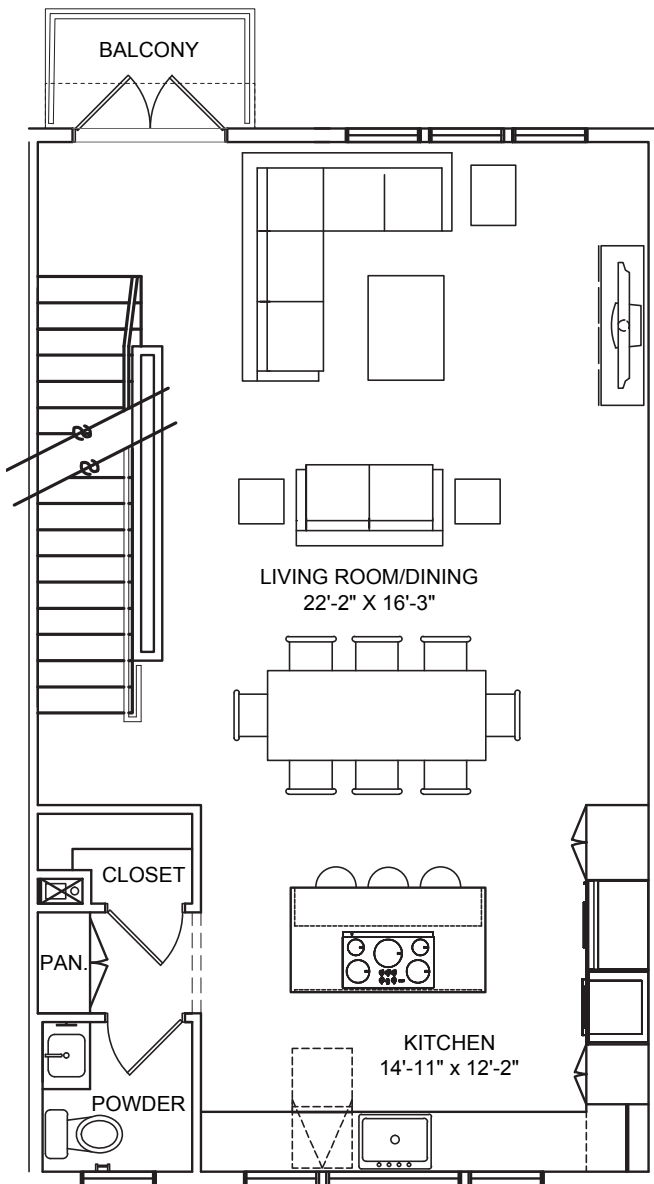 BALCONY
LIVING ROOM/DINING
22'-2" X 16'-3"
CLOSET
PAN.
KITCHEN
14'-11" x 12'-2"
POWDER